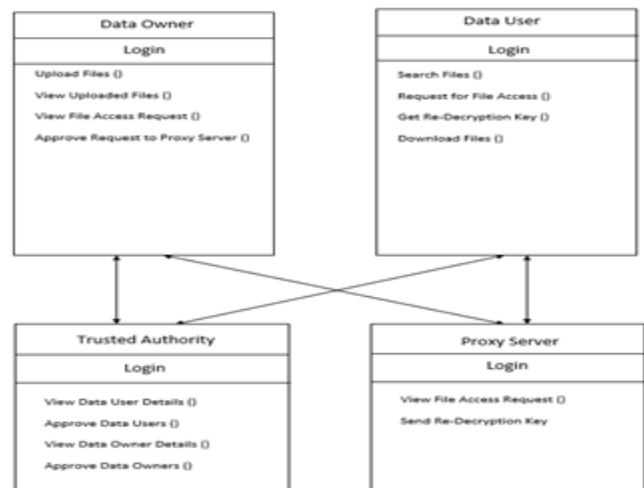 Data Owner
Login
Upload Files ()
View Uploaded Files ()
View File Access Request ()
Approve Request to Proxy Server ()
Data User
Login
Search Files ()
Request for File Access ()
Get Re-Decryption Key ()
Download Files ()
Trusted Authority
Login
View Data User Details ()
Approve Data Users ()
View Data Owner Details ()
Approve Data Owners ()
Proxy Server
Login
View File Access Request ()
Send Re-Decryption Key